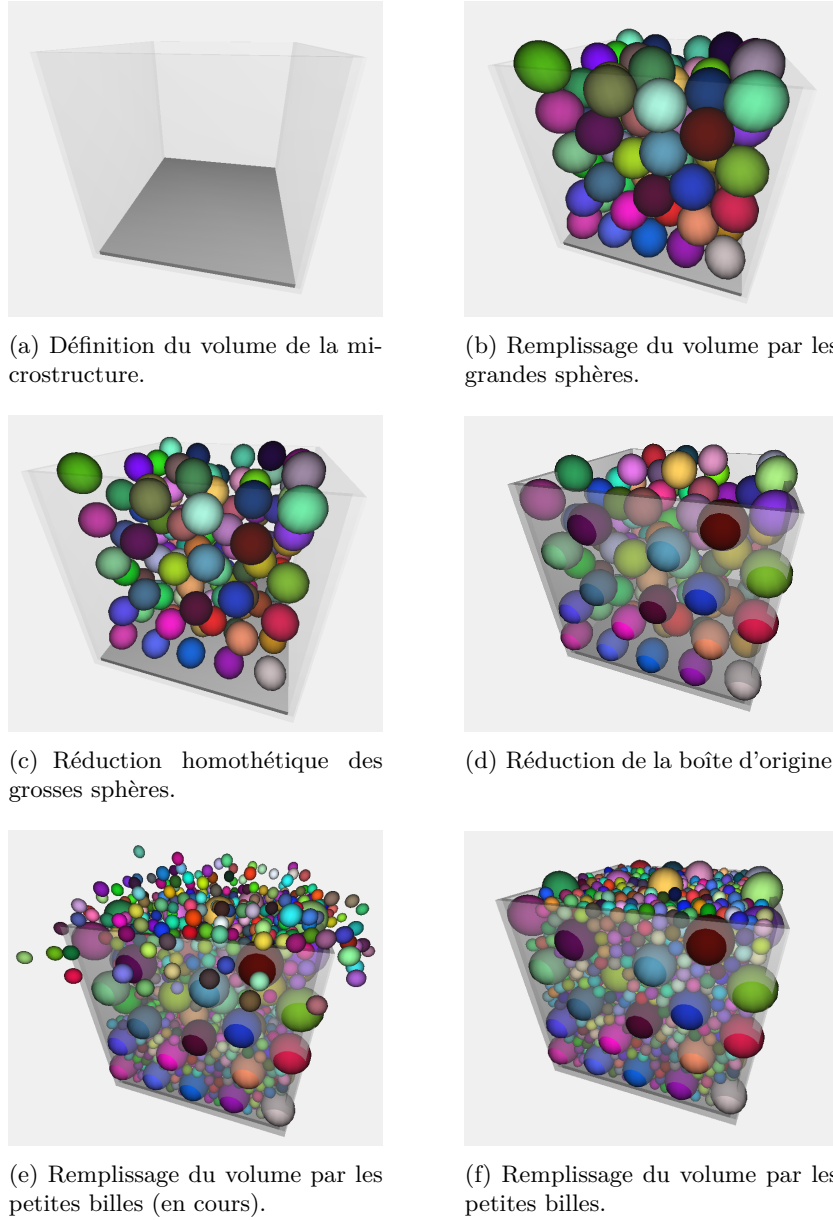 (a) Définition du volume de la mi-
crostructure.
(b) Remplissage du volume par les
grandes sphères.
(c) Réduction homothétique des
grosses sphères.
(d) Réduction de la boîte d'origine
(e) Remplissage du volume par les
petites billes (en cours).
(f) Remplissage du volume par les
petites billes.